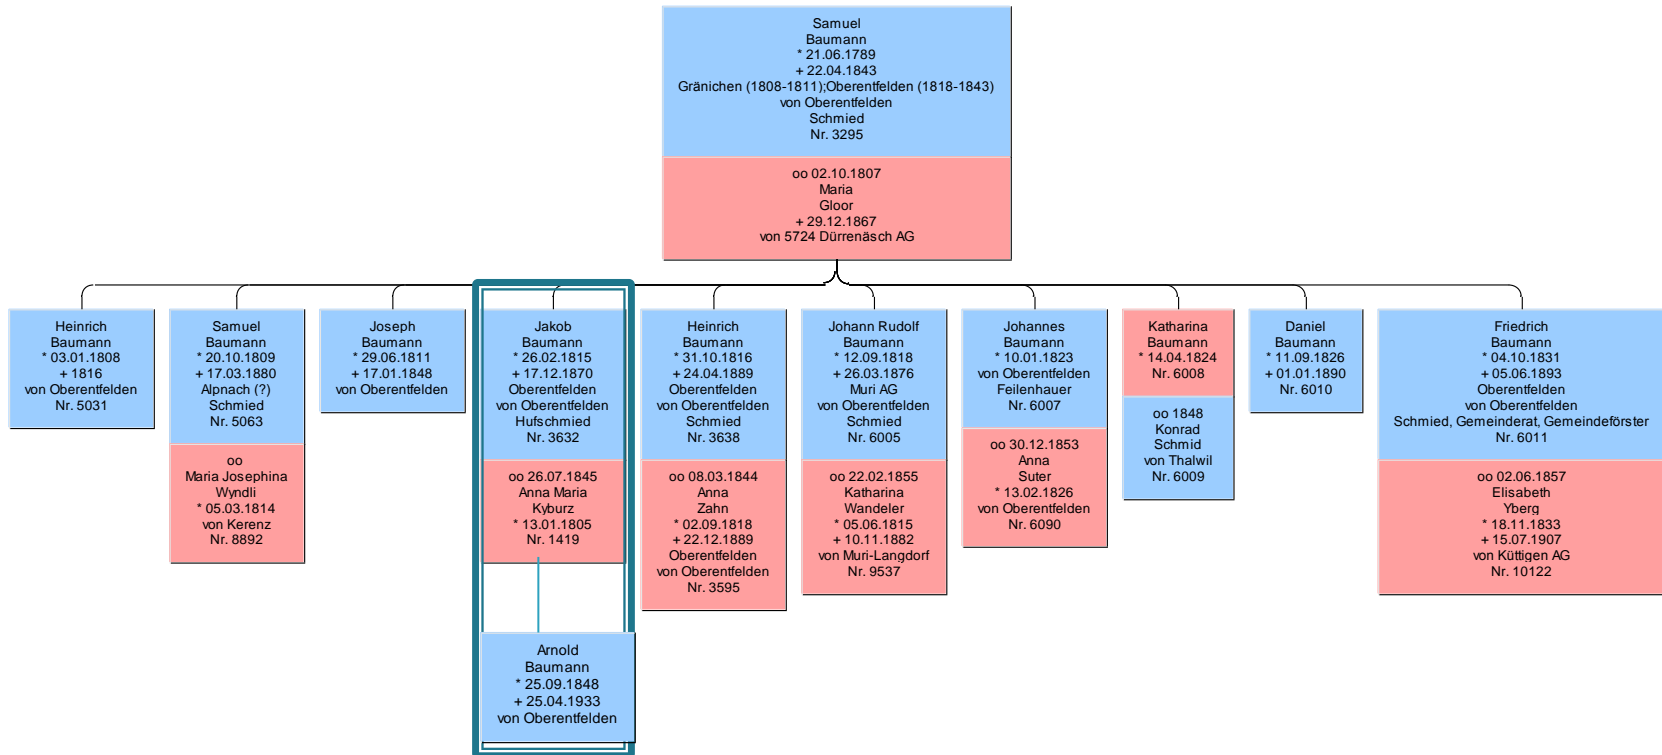 Samuel
Baumann
* 21.06.1789
+ 22.04.1843
Gränichen (1808-1811);Oberentfelden (1818-1843)
von Oberentfelden
Schmied
Nr. 3295
oo 02.10.1807
Maria
Gloor
+ 29.12.1867
von 5724 Dürrenäsch AG
Heinrich
Baumann
* 03.01.1808
+ 1816
von Oberentfelden
Nr. 5031
Samuel
Baumann
* 20.10.1809
+ 17.03.1880
Alpnach (?)
Schmied
Nr. 5063
oo
Maria Josephina
Wyndli
* 05.03.1814
von Kerenz
Nr. 8892
Joseph
Baumann
* 29.06.1811
+ 17.01.1848
von Oberentfelden
Jakob
Baumann
* 26.02.1815
+ 17.12.1870
Oberentfelden
von Oberentfelden
Hufschmied
Nr. 3632
oo 26.07.1845
Anna Maria
Kyburz
* 13.01.1805
Nr. 1419
Arnold
Baumann
* 25.09.1848
+ 25.04.1933
von Oberentfelden
Heinrich
Baumann
* 31.10.1816
+ 24.04.1889
Oberentfelden
von Oberentfelden
Schmied
Nr. 3638
oo 08.03.1844
Anna
Zahn
* 02.09.1818
+ 22.12.1889
Oberentfelden
von Oberentfelden
Nr. 3595
Johann Rudolf
Baumann
* 12.09.1818
+ 26.03.1876
Muri AG
von Oberentfelden
Schmied
Nr. 6005
oo 22.02.1855
Katharina
Wandeler
* 05.06.1815
+ 10.11.1882
von Muri-Langdorf
Nr. 9537
Johannes
Baumann
* 10.01.1823
von Oberentfelden
Feilenhauer
Nr. 6007
oo 30.12.1853
Anna
Suter
* 13.02.1826
von Oberentfelden
Nr. 6090
Katharina
Baumann
* 14.04.1824
Nr. 6008
oo 1848
Konrad
Schmid
von Thalwil
Nr. 6009
Daniel
Baumann
* 11.09.1826
+ 01.01.1890
Nr. 6010
Friedrich
Baumann
* 04.10.1831
+ 05.06.1893
Oberentfelden
von Oberentfelden
Schmied, Gemeinderat, Gemeindeförster
Nr. 6011
oo 02.06.1857
Elisabeth
Yberg
* 18.11.1833
+ 15.07.1907
von Küttigen AG
Nr. 10122